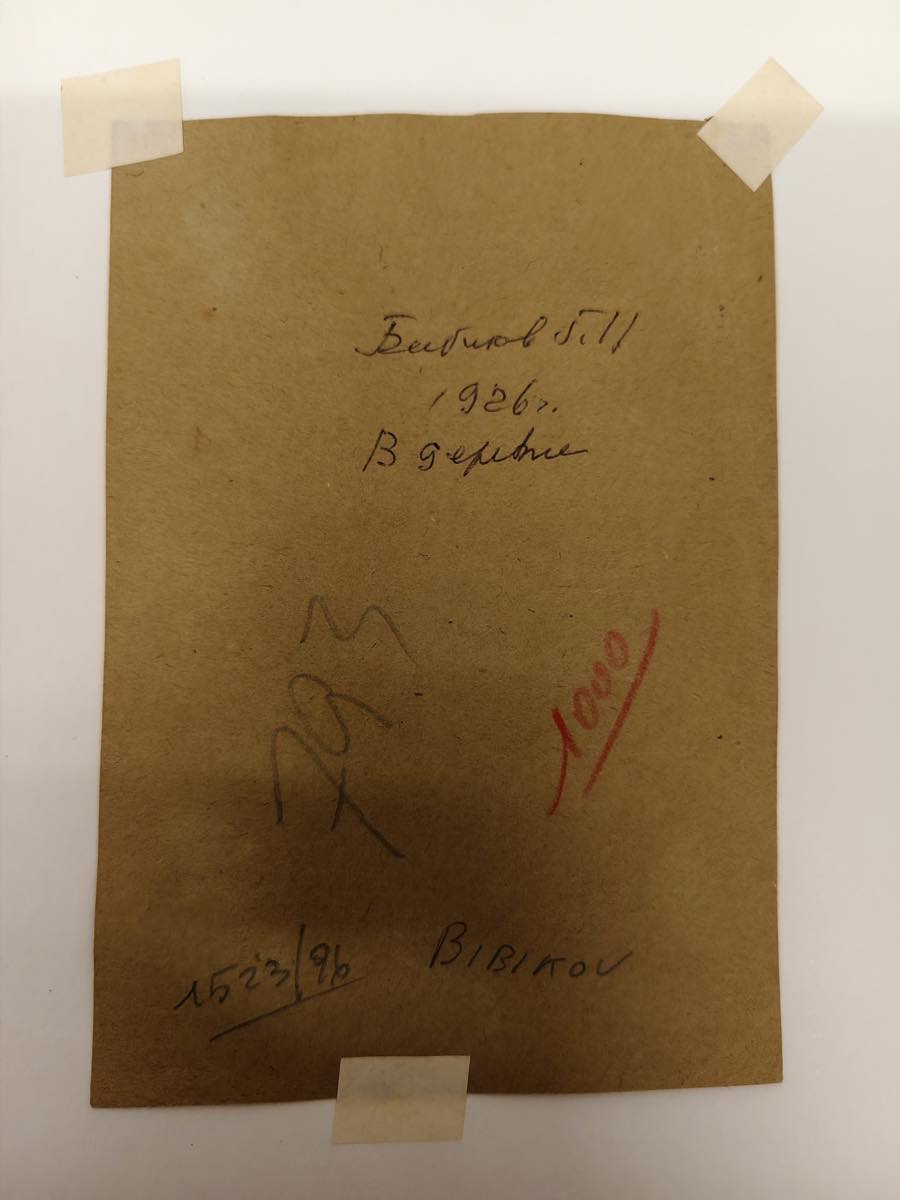 Бибиков Г.Н
1926г.
В деревне
1000
1523/96
BIBIKOV